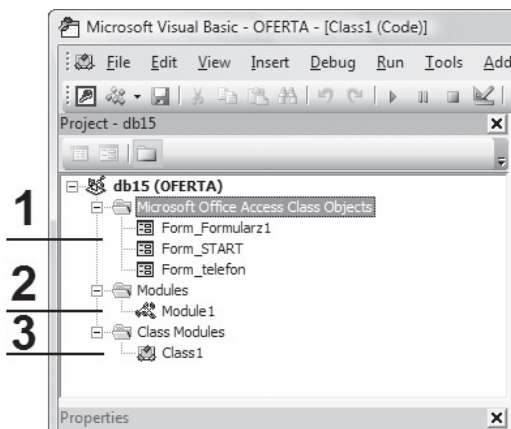 Microsoft Visual Basic - OFERTA - [Class1 (Code)]
File Edit View Insert Debug Run Tools Add
Project - db15
db15 (OFERTA)
1
Microsoft Office Access Class Objects
Form_Formularz1
Form_START
Form_telefon
2
Modules
Module1
3
Class Modules
Class1
Properties